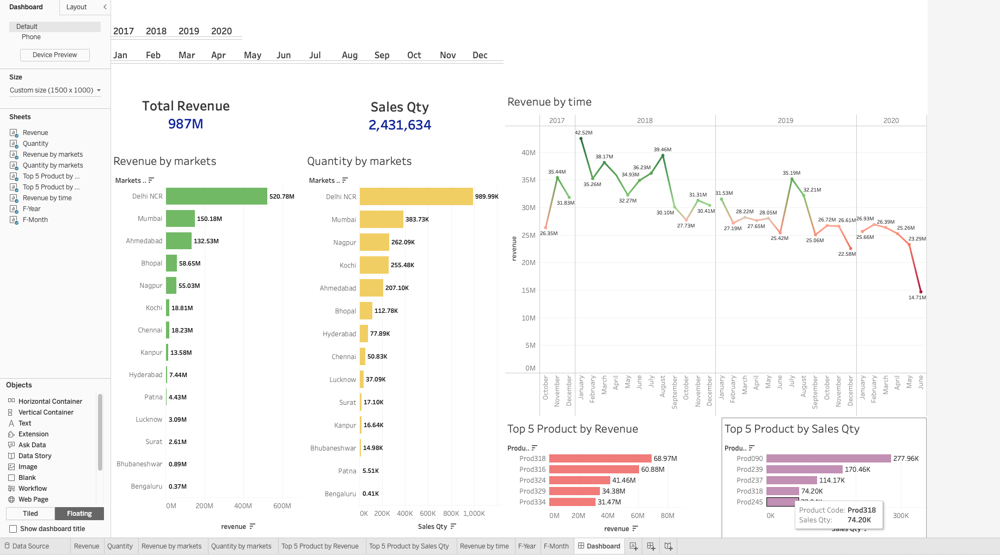 Dashboard
Layout
Default
Phone
Device Preview
Size
Custom size (1500 x 1000)
Sheets
Revenue
Quantity
Revenue by markets
Quantity by markets
Top 5 Product by ...
Top 5 Product by ...
Revenue by time
F-Year
F-Month
Objects
Horizontal Container
Vertical Container
Text
Extension
Ask Data
Data Story
Image
Blank
Workflow
Web Page
Tiled
Floating
Show dashboard title
2017 2018 2019 2020
Jan Feb Mar Apr May Jun Jul Aug Sep Oct Nov Dec
Total Revenue
987M
Sales Qty
2,431,634
Revenue by markets
Markets ..
Delhi NCR 520.78M
Mumbai 150.18M
Ahmedabad 132.53M
Bhopal 58.65M
Nagpur 55.03M
Kochi 18.81M
Chennai 18.23M
Kanpur 13.58M
Hyderabad 7.44M
Patna 4.43M
Lucknow 3.09M
Surat 2.61M
Bhubaneshwar 0.89M
Bengaluru 0.37M
0M 200M 400M 600M
revenue
Quantity by markets
Markets ..
Delhi NCR 989.99K
Mumbai 383.73K
Nagpur 262.09K
Kochi 255.48K
Ahmedabad 207.10K
Bhopal 112.78K
Hyderabad 77.89K
Chennai 50.83K
Lucknow 37.09K
Surat 17.10K
Kanpur 16.64K
Bhubaneshwar 14.98K
Patna 5.51K
Bengaluru 0.41K
0K 200K 400K 600K 800K 1,000K
Sales Qty
Revenue by time
2017 2018 2019 2020
revenue
40M
35M
30M
25M
20M
15M
10M
5M
0M
26.35M
35.44M
31.83M
42.52M
35.26M
38.17M
32.27M
34.93M
36.23M
39.46M
30.10M
27.73M
31.31M
30.41M
31.53M
27.19M
28.22M
27.65M
28.05M
25.42M
35.19M
32.21M
25.06M
26.72M
26.61M
22.58M
25.66M
26.93M
26.39M
25.26M
23.29M
14.71M
October November December
January February March April May June July August September October November December
January February March April May June July August September October November December
January February March April May June
Top 5 Product by Revenue
Produ..
Prod318 68.97M
Prod316 60.88M
Prod324 41.46M
Prod329 34.38M
Prod334 31.47M
0M 20M 40M 60M 80M
revenue
Top 5 Product by Sales Qty
Produ..
Prod090 277.96K
Prod239 170.46K
Prod237 114.17K
Prod318 74.20K
Prod245
0K 300K
Product Code: Prod318
Sales Qty: 74.20K
Sales Qty
Data Source
Revenue
Quantity
Revenue by markets
Quantity by markets
Top 5 Product by Revenue
Top 5 Product by Sales Qty
Revenue by time
F-Year
F-Month
Dashboard